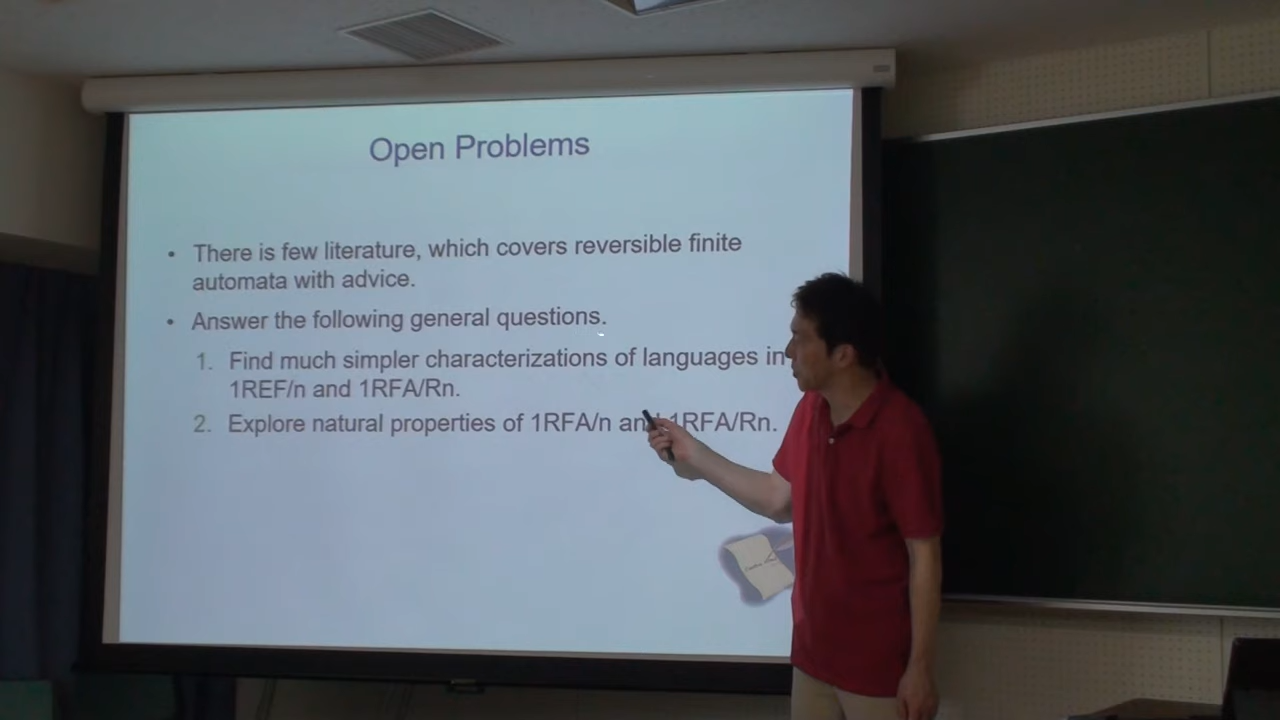 Open Problems
• There is few literature, which covers reversible finite
automata with advice.
• Answer the following general questions.
1. Find much simpler characterizations of languages in
1REF/n and 1RFA/Rn.
2. Explore natural properties of 1RFA/n and 1RFA/Rn.